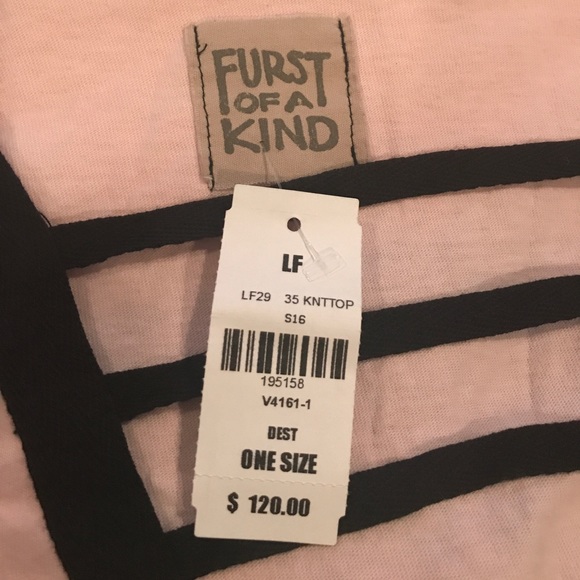 FURST
OF A
KIND
LF
LF29 35 KNTTOP
S16
195158
V4161-1
DEST
ONE SIZE
$ 120.00